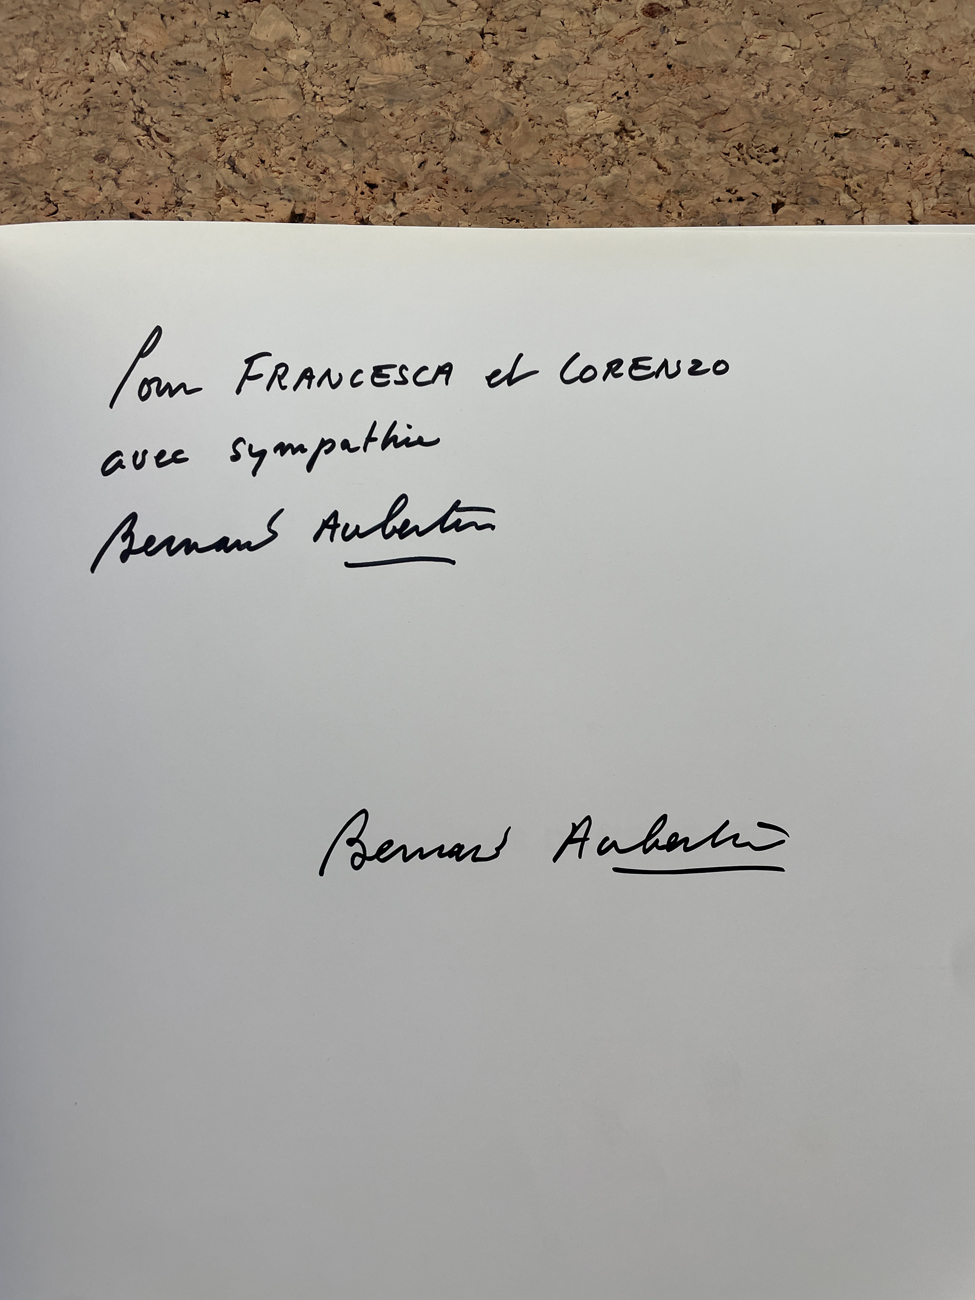 Pour FRANCESCA et LORENZO
avec sympathie
Bernard Aubertin
Bernard Aubertin